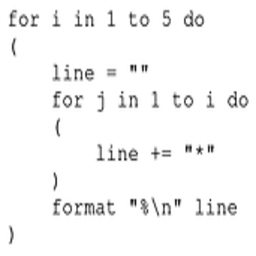 for i in 1 to 5 do
(
    line = ""
    for j in 1 to i do
    (
        line += "*"
    )
    format "%\n" line
)